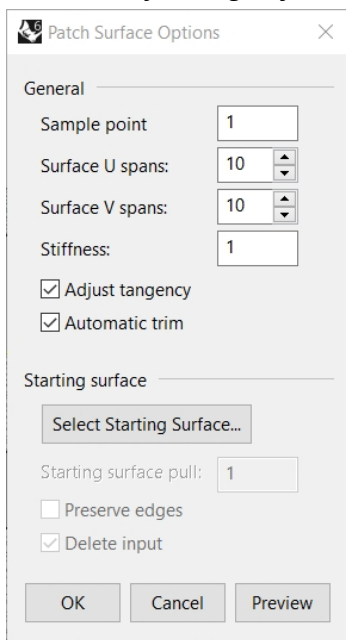 Patch Surface Options
General
Sample point 1
Surface U spans: 10
Surface V spans: 10
Stiffness: 1
Adjust tangency
Automatic trim
Starting surface
Select Starting Surface...
Starting surface pull: 1
Preserve edges
Delete input
OK Cancel Preview